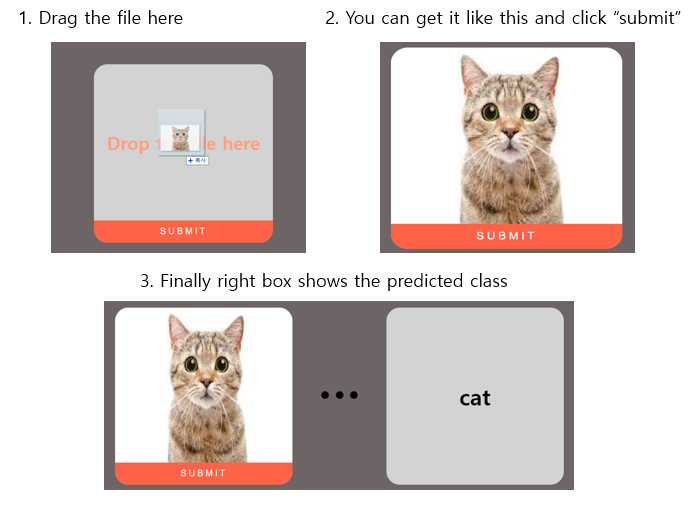 1. Drag the file here
2. You can get it like this and click “submit”
Drop t le here
+ 복사
SUBMIT
SUBMIT
3. Finally right box shows the predicted class
SUBMIT
cat